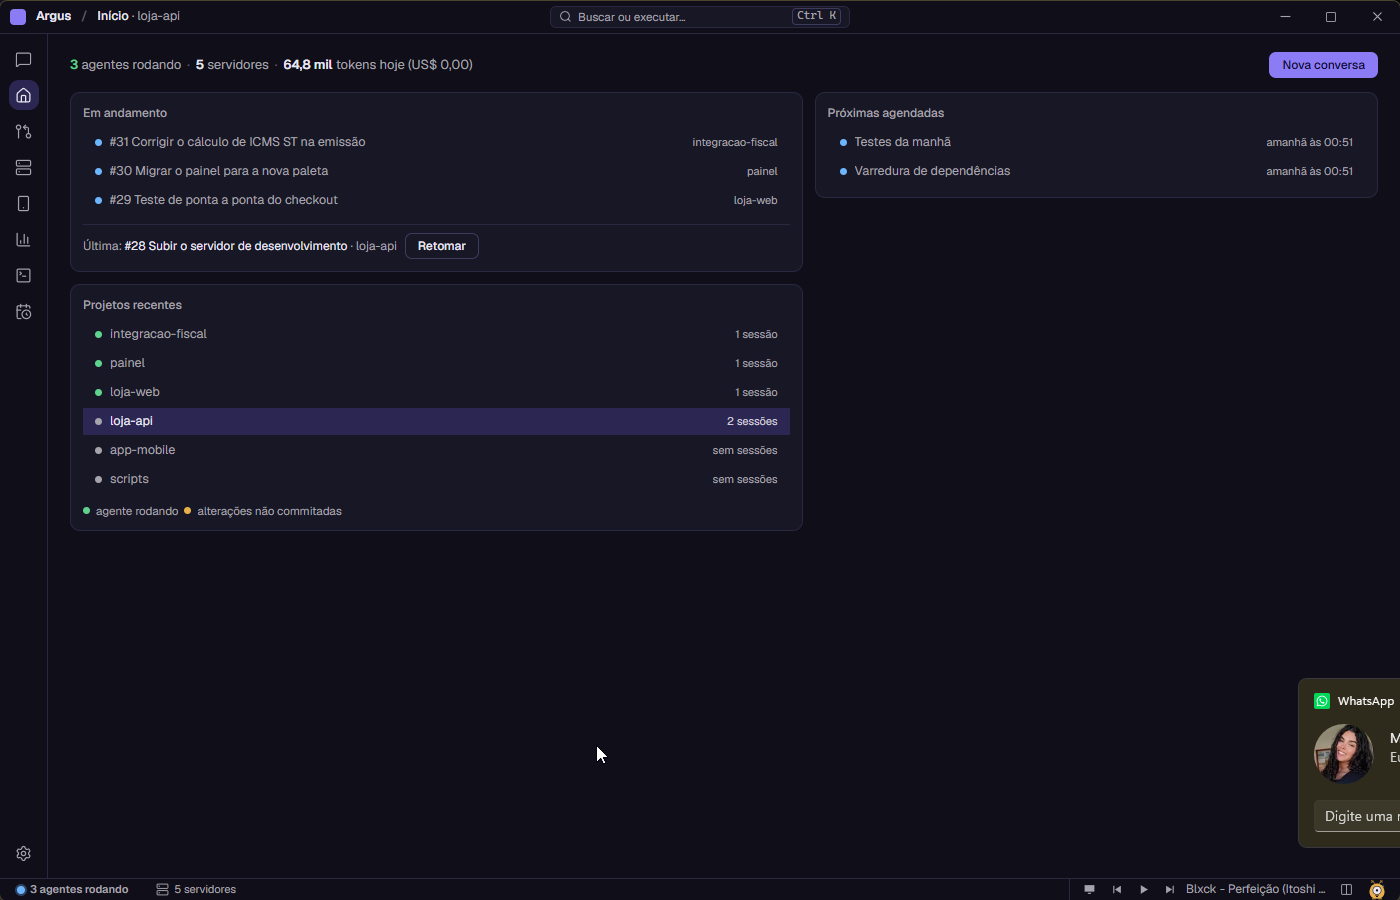 Argus / Início · loja-api
Buscar ou executar...
Ctrl K
3 agentes rodando · 5 servidores · 64,8 mil tokens hoje (US$ 0,00)
Nova conversa
Em andamento
#31 Corrigir o cálculo de ICMS ST na emissão integracao-fiscal
#30 Migrar o painel para a nova paleta painel
#29 Teste de ponta a ponta do checkout loja-web
Última: #28 Subir o servidor de desenvolvimento · loja-api Retomar
Próximas agendadas
Testes da manhã amanhã às 00:51
Varredura de dependências amanhã às 00:51
Projetos recentes
integracao-fiscal 1 sessão
painel 1 sessão
loja-web 1 sessão
loja-api 2 sessões
app-mobile sem sessões
scripts sem sessões
agente rodando alterações não commitadas
WhatsApp
M
Eu
Digite uma
3 agentes rodando 5 servidores
Blxck - Perfeição (Itoshi ...